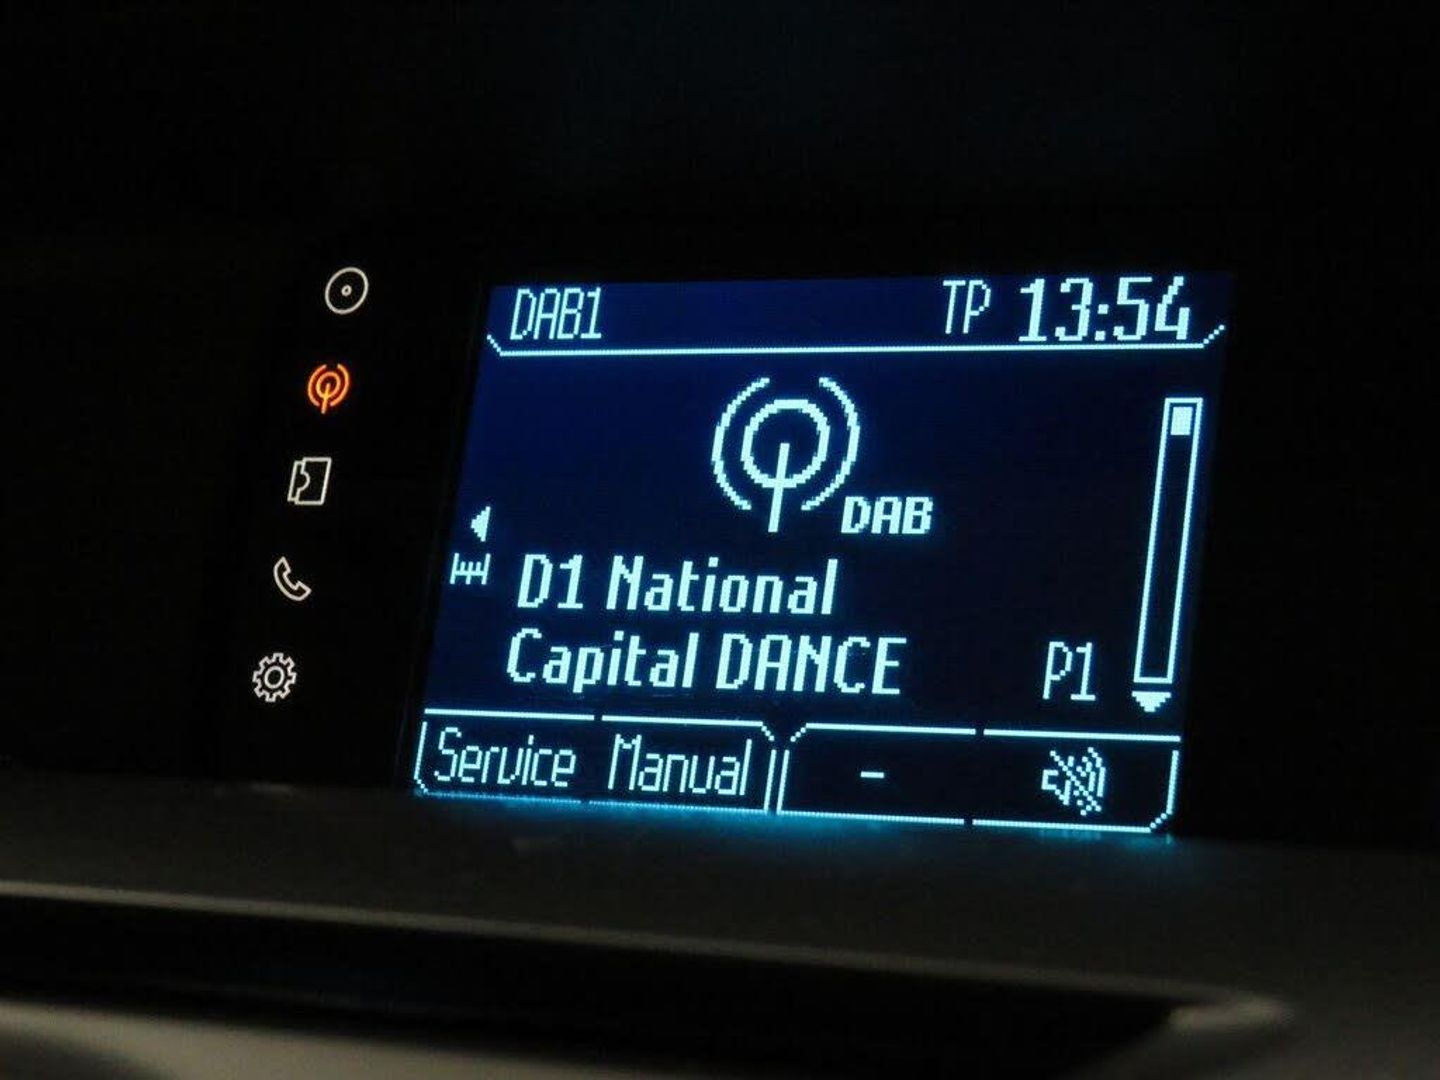 DAB1 TP 13:54
DAB
D1 National
Capital DANCE P1
Service Manual -